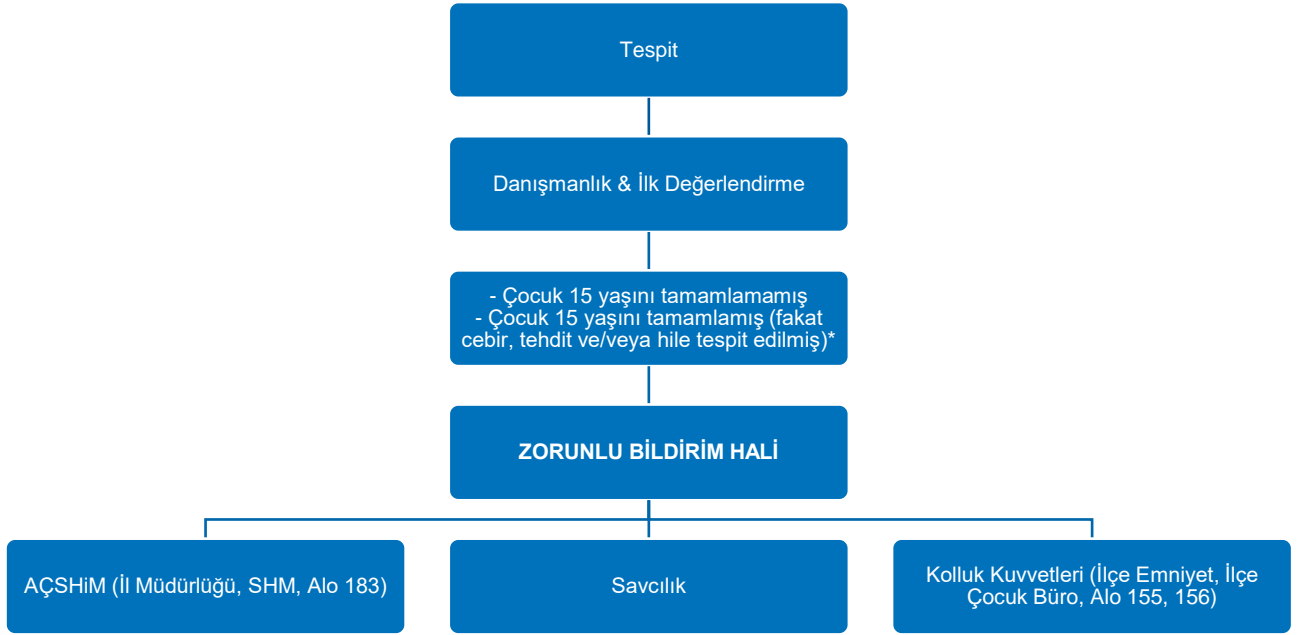 Tespit
Danışmanlık & İlk Değerlendirme
- Çocuk 15 yaşını tamamlamamış
- Çocuk 15 yaşını tamamlamış (fakat
cebir, tehdit ve/veya hile tespit edilmiş)*
ZORUNLU BİLDİRİM HALİ
AÇSHiM (İl Müdürlüğü, SHM, Alo 183)
Savcılık
Kolluk Kuvvetleri (İlçe Emniyet, İlçe
Çocuk Büro, Alo 155, 156)